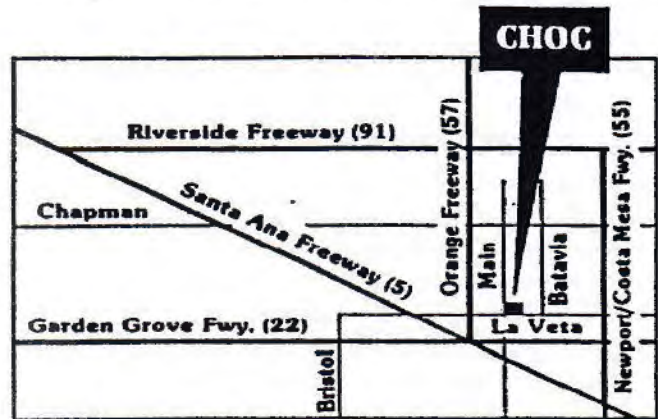 CHOC
Riverside Freeway (91)
Orange Freeway (57)
Newport/Costa Mesa Fwy. (55)
Santa Ana Freeway (5)
Chapman
Main
Batavia
Garden Grove Fwy. (22)
La Veta
Bristol